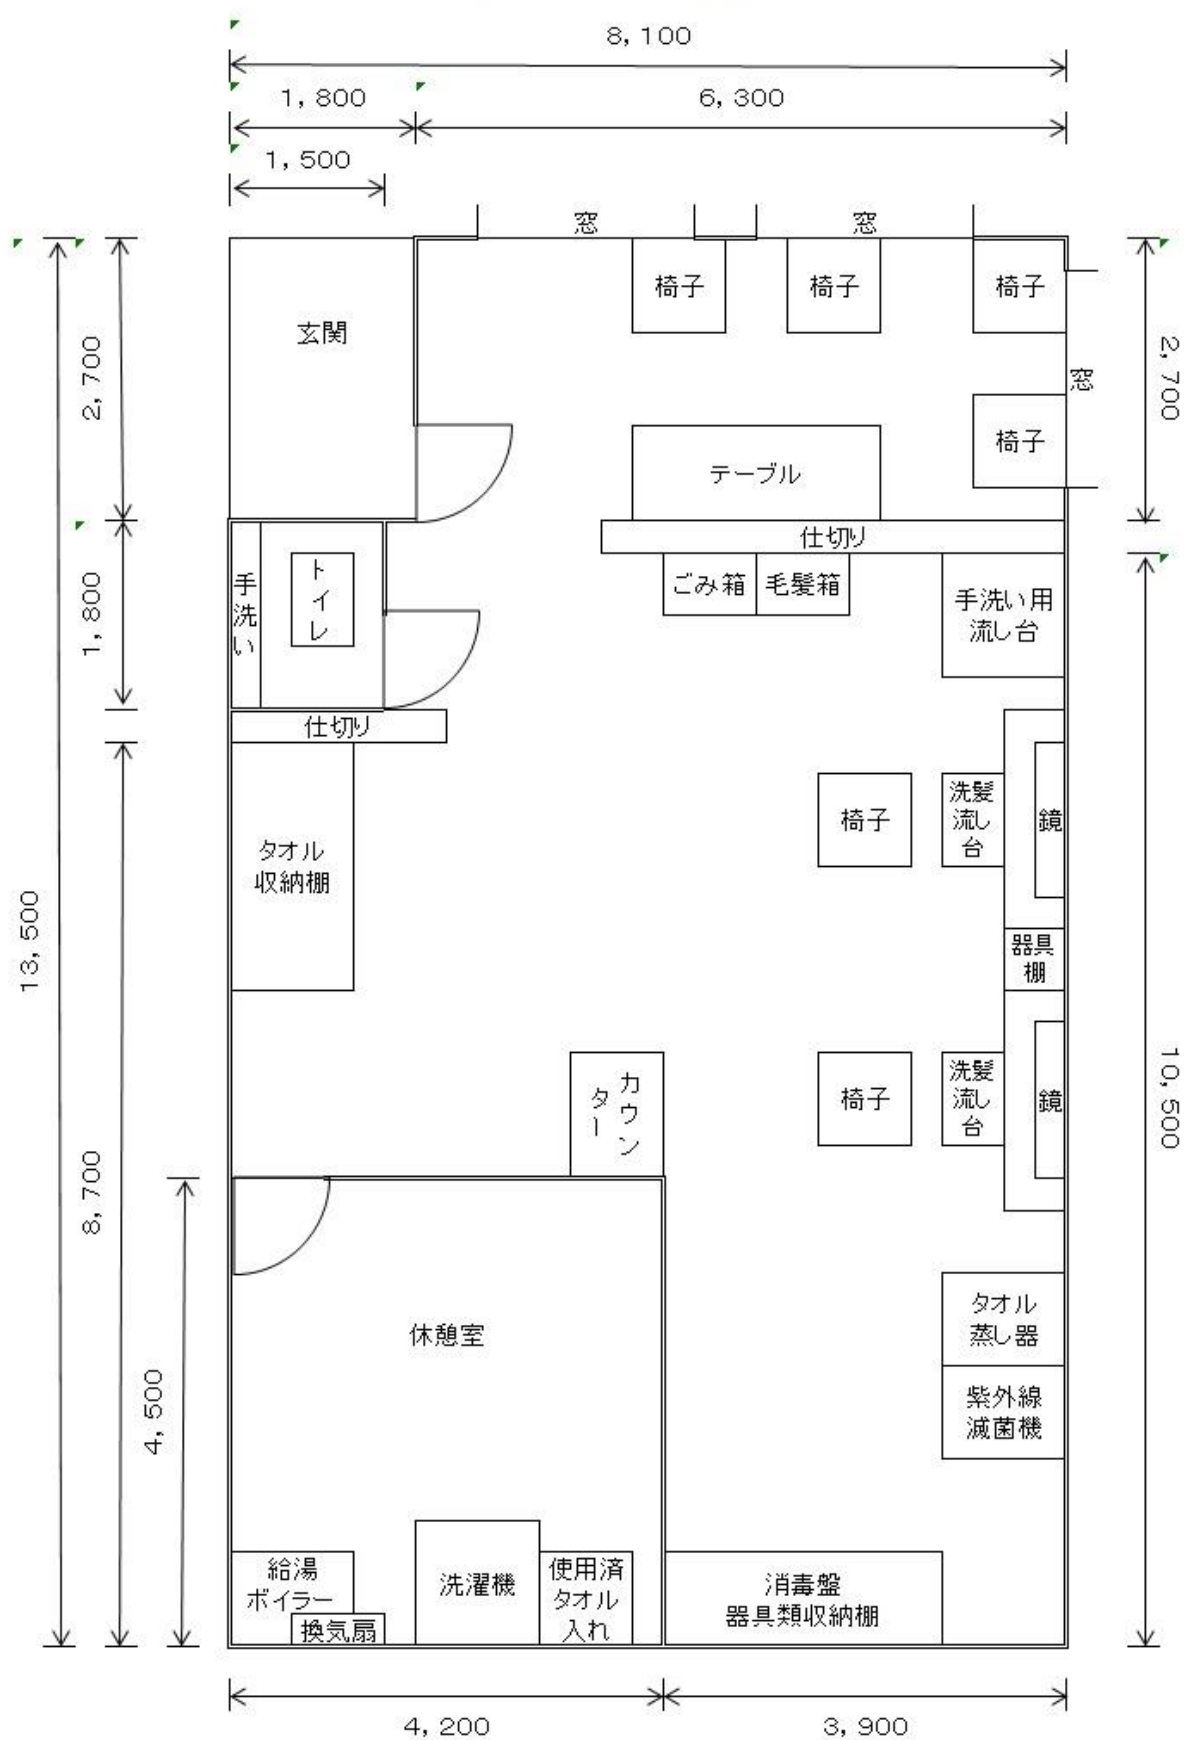 8,100
1,800
6,300
1,500
窓
窓
椅子
椅子
椅子
玄関
2,700
2,700
窓
椅子
テーブル
仕切り
ごみ箱
毛髪箱
手洗い用
流し台
1,800
手洗い
トイレ
仕切り
椅子
洗髪
流し
台
鏡
タオル
収納棚
13,500
器具
棚
10,500
カウン
ター
椅子
洗髪
流し
台
鏡
8,700
4,500
休憩室
タオル
蒸し器
紫外線
滅菌機
給湯
ボイラー
換気扇
洗濯機
使用済
タオル
入れ
消毒盤
器具類収納棚
4,200
3,900